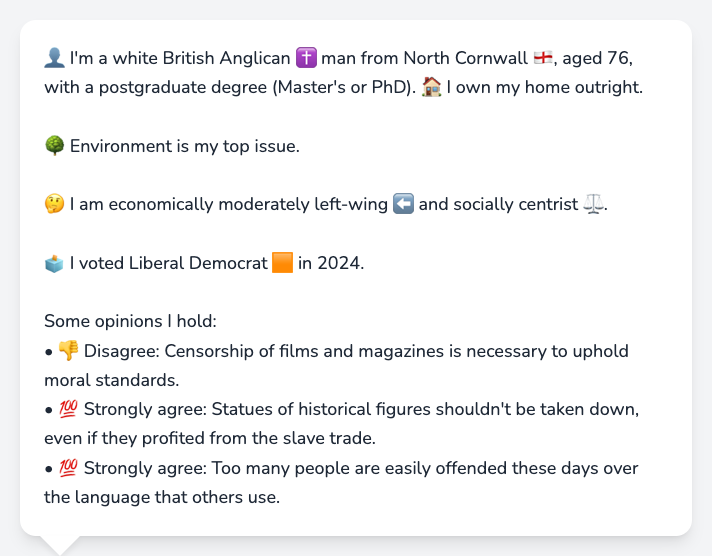 👤 I'm a white British Anglican ✝️ man from North Cornwall 🏴󠁧󠁢󠁥󠁮󠁧󠁿, aged 76,
with a postgraduate degree (Master's or PhD). 🏠 I own my home outright.
🌳 Environment is my top issue.
🤔 I am economically moderately left-wing ⬅️ and socially centrist ⚖️.
🗳️ I voted Liberal Democrat 🟧 in 2024.
Some opinions I hold:
• 👎 Disagree: Censorship of films and magazines is necessary to uphold
moral standards.
• 💯 Strongly agree: Statues of historical figures shouldn't be taken down,
even if they profited from the slave trade.
• 💯 Strongly agree: Too many people are easily offended these days over
the language that others use.